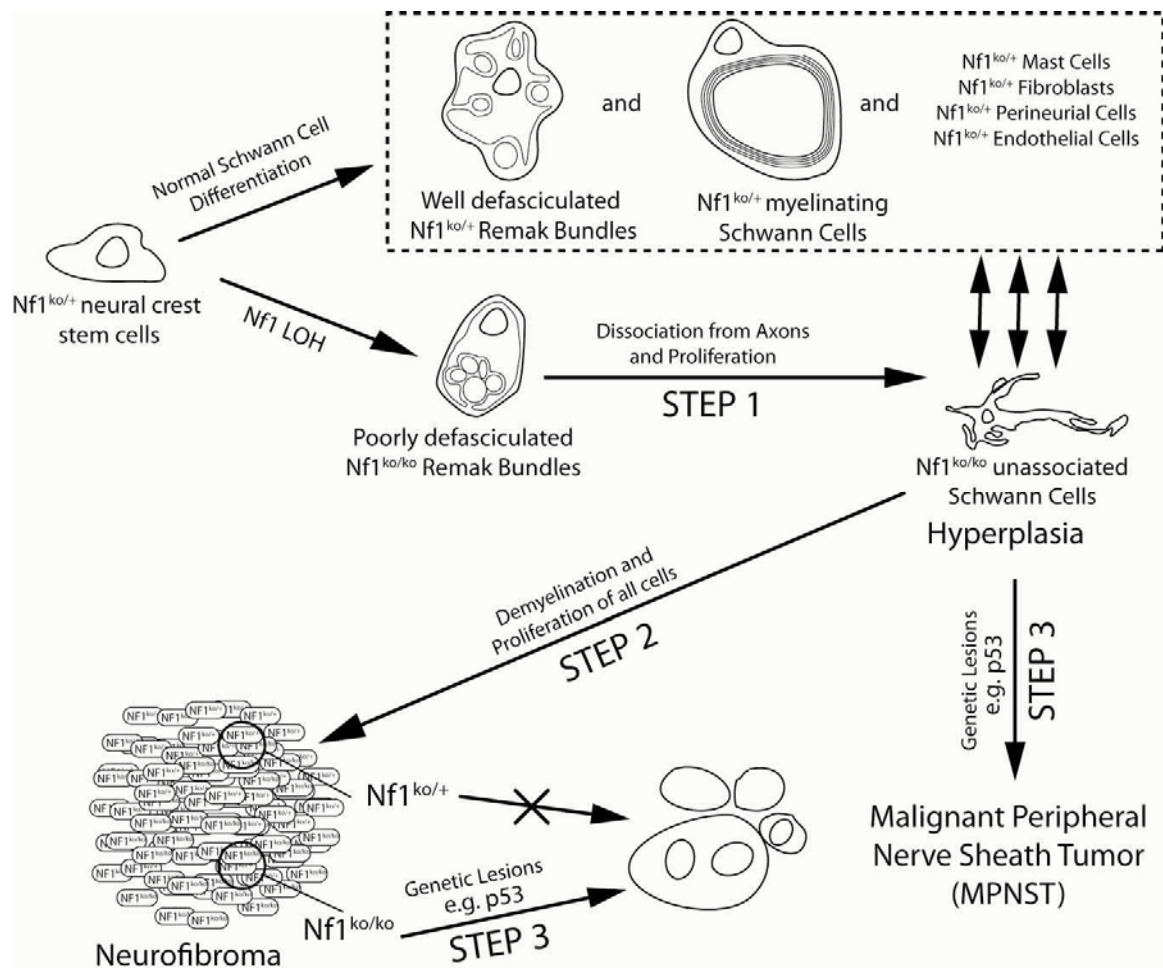 Normal Schwann Cell
Differentiation
Nf1ko/+ neural crest
stem cells
Nf1 LOH
and
and
Well defasciculated
Nf1ko/+ Remak Bundles
Nf1ko/+ myelinating
Schwann Cells
Nf1ko/+ Mast Cells
Nf1ko/+ Fibroblasts
Nf1ko/+ Perineurial Cells
Nf1ko/+ Endothelial Cells
Poorly defasciculated
Nf1ko/ko Remak Bundles
Dissociation from Axons
and Proliferation
STEP 1
Nf1ko/ko unassociated
Schwann Cells
Hyperplasia
Demyelination and
Proliferation of all cells
STEP 2
Genetic Lesions
e.g. p53
STEP 3
Malignant Peripheral
Nerve Sheath Tumor
(MPNST)
NF1ko/+
NF1ko/ko
Nf1ko/+
Nf1ko/ko
Genetic Lesions
e.g. p53
STEP 3
Neurofibroma